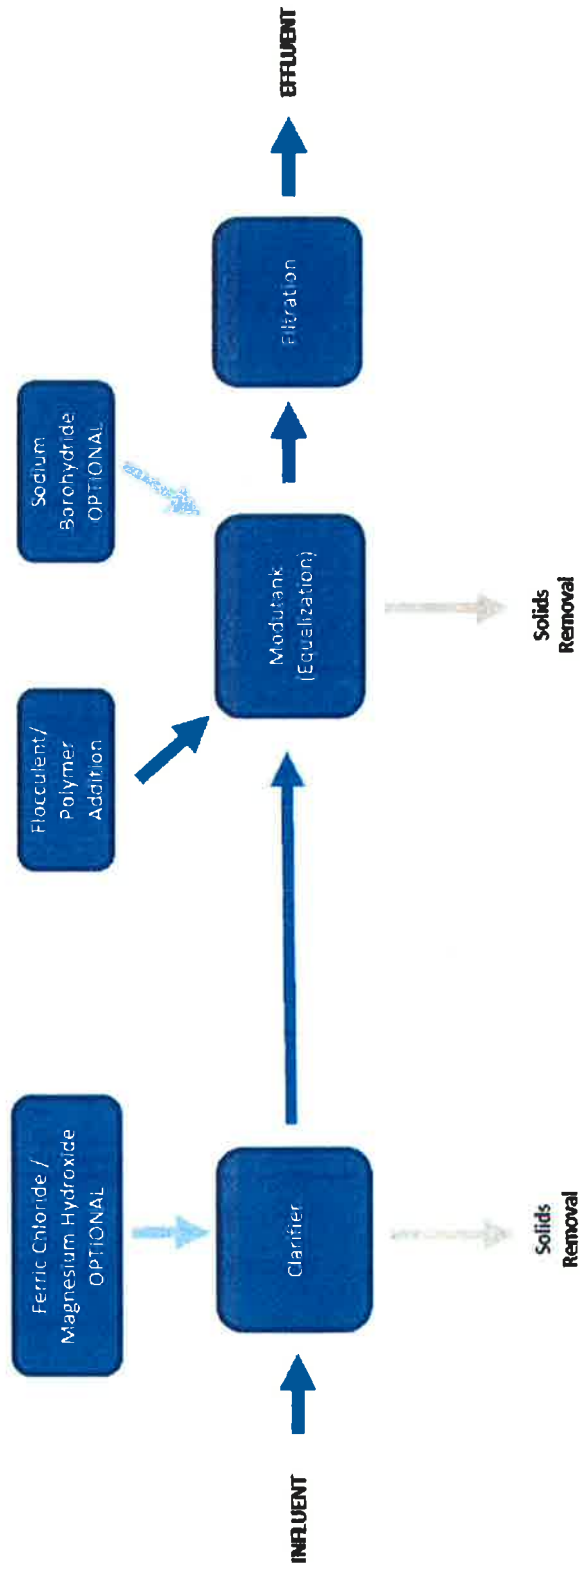 Ferric Chloride /
Magnesium Hydroxide
OPTIONAL
Flocculent/
Polymer
Addition
Sodium
Borohydride
OPTIONAL
INFLUENT
Clarifier
Modutank
(Equalization)
Filtration
EFFLUENT
Solids
Removal
Solids
Removal